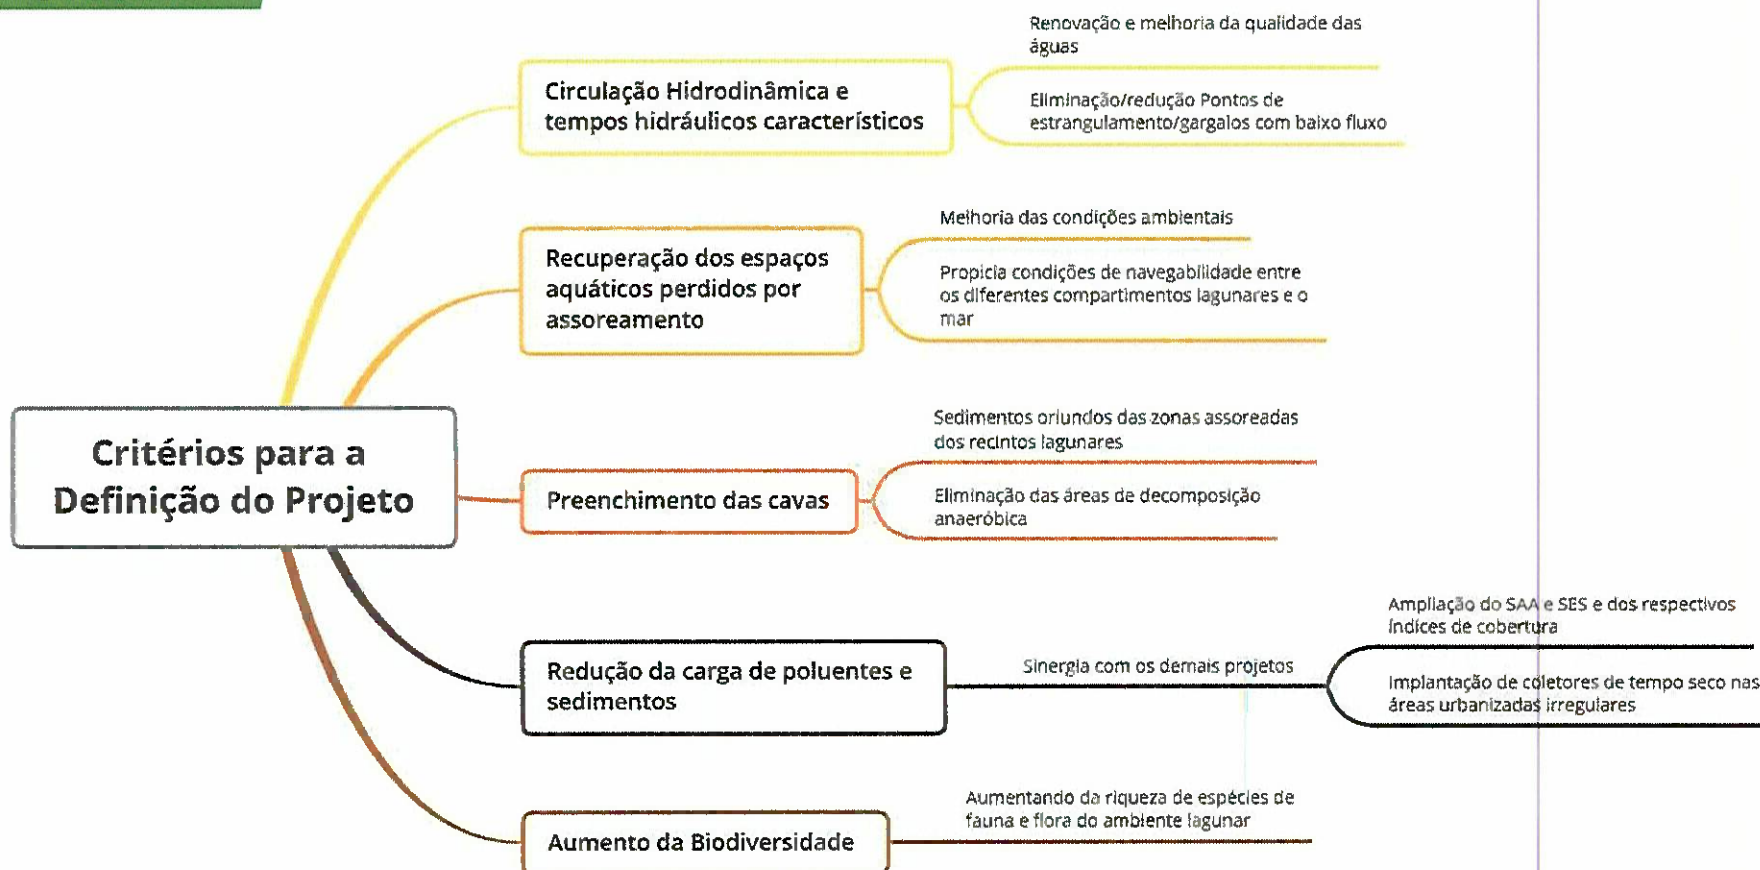 Critérios para a
Definição do Projeto
Circulação Hidrodinâmica e
tempos hidráulicos característicos
Renovação e melhoria da qualidade das
águas
Eliminação/redução Pontos de
estrangulamento/gargalos com baixo fluxo
Recuperação dos espaços
aquáticos perdidos por
assoreamento
Melhoria das condições ambientais
Propicia condições de navegabilidade entre
os diferentes compartimentos lagunares e o
mar
Preenchimento das cavas
Sedimentos oriundos das zonas assoreadas
dos recintos lagunares
Eliminação das áreas de decomposição
anaeróbica
Redução da carga de poluentes e
sedimentos
Sinergia com os demais projetos
Ampliação do SAA e SES e dos respectivos
índices de cobertura
Implantação de coletores de tempo seco nas
áreas urbanizadas irregulares
Aumento da Biodiversidade
Aumentando da riqueza de espécies de
fauna e flora do ambiente lagunar